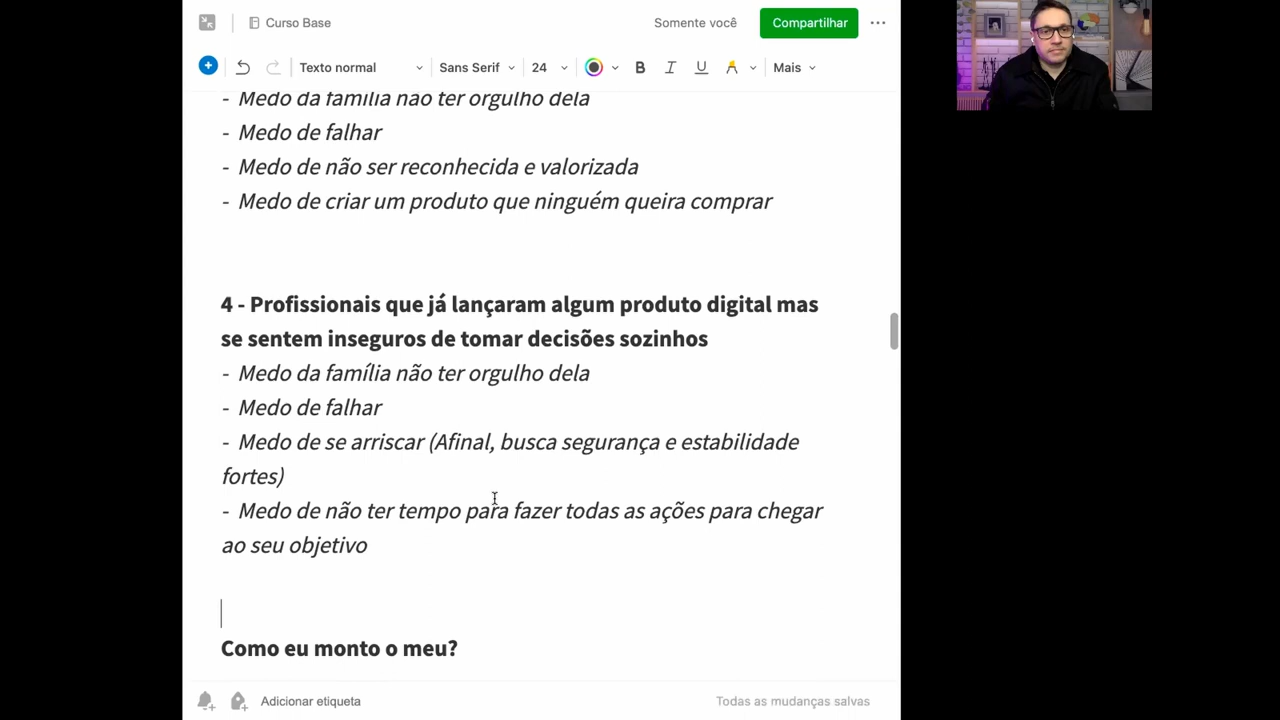 Curso Base
Somente você
Compartilhar
Texto normal
Sans Serif
24
B
I
U
Mais
- Medo da família não ter orgulho dela
- Medo de falhar
- Medo de não ser reconhecida e valorizada
- Medo de criar um produto que ninguém queira comprar
4 - Profissionais que já lançaram algum produto digital mas
se sentem inseguros de tomar decisões sozinhos
- Medo da família não ter orgulho dela
- Medo de falhar
- Medo de se arriscar (Afinal, busca segurança e estabilidade
fortes)
- Medo de não ter tempo para fazer todas as ações para chegar
ao seu objetivo
Como eu monto o meu?
Adicionar etiqueta
Todas as mudanças salvas